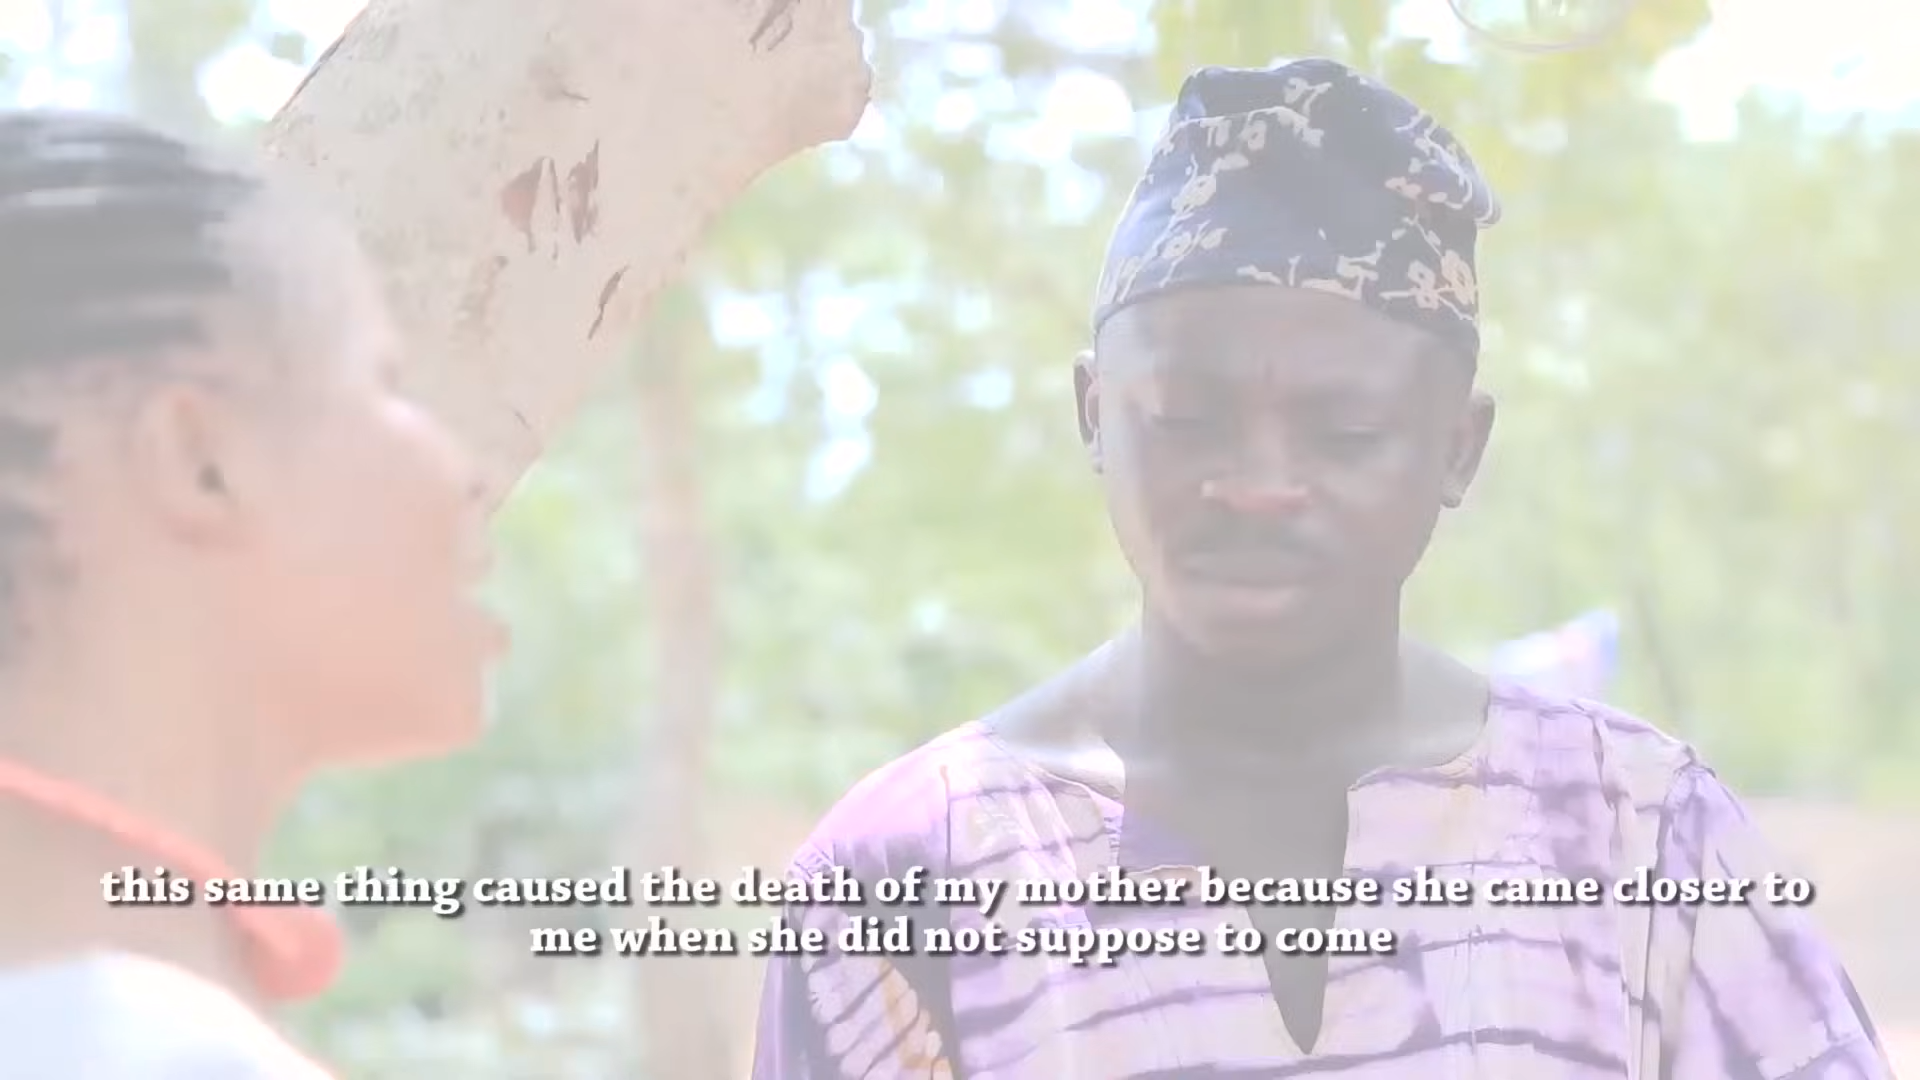 this same thing caused the death of my mother because she came closer to
me when she did not suppose to come